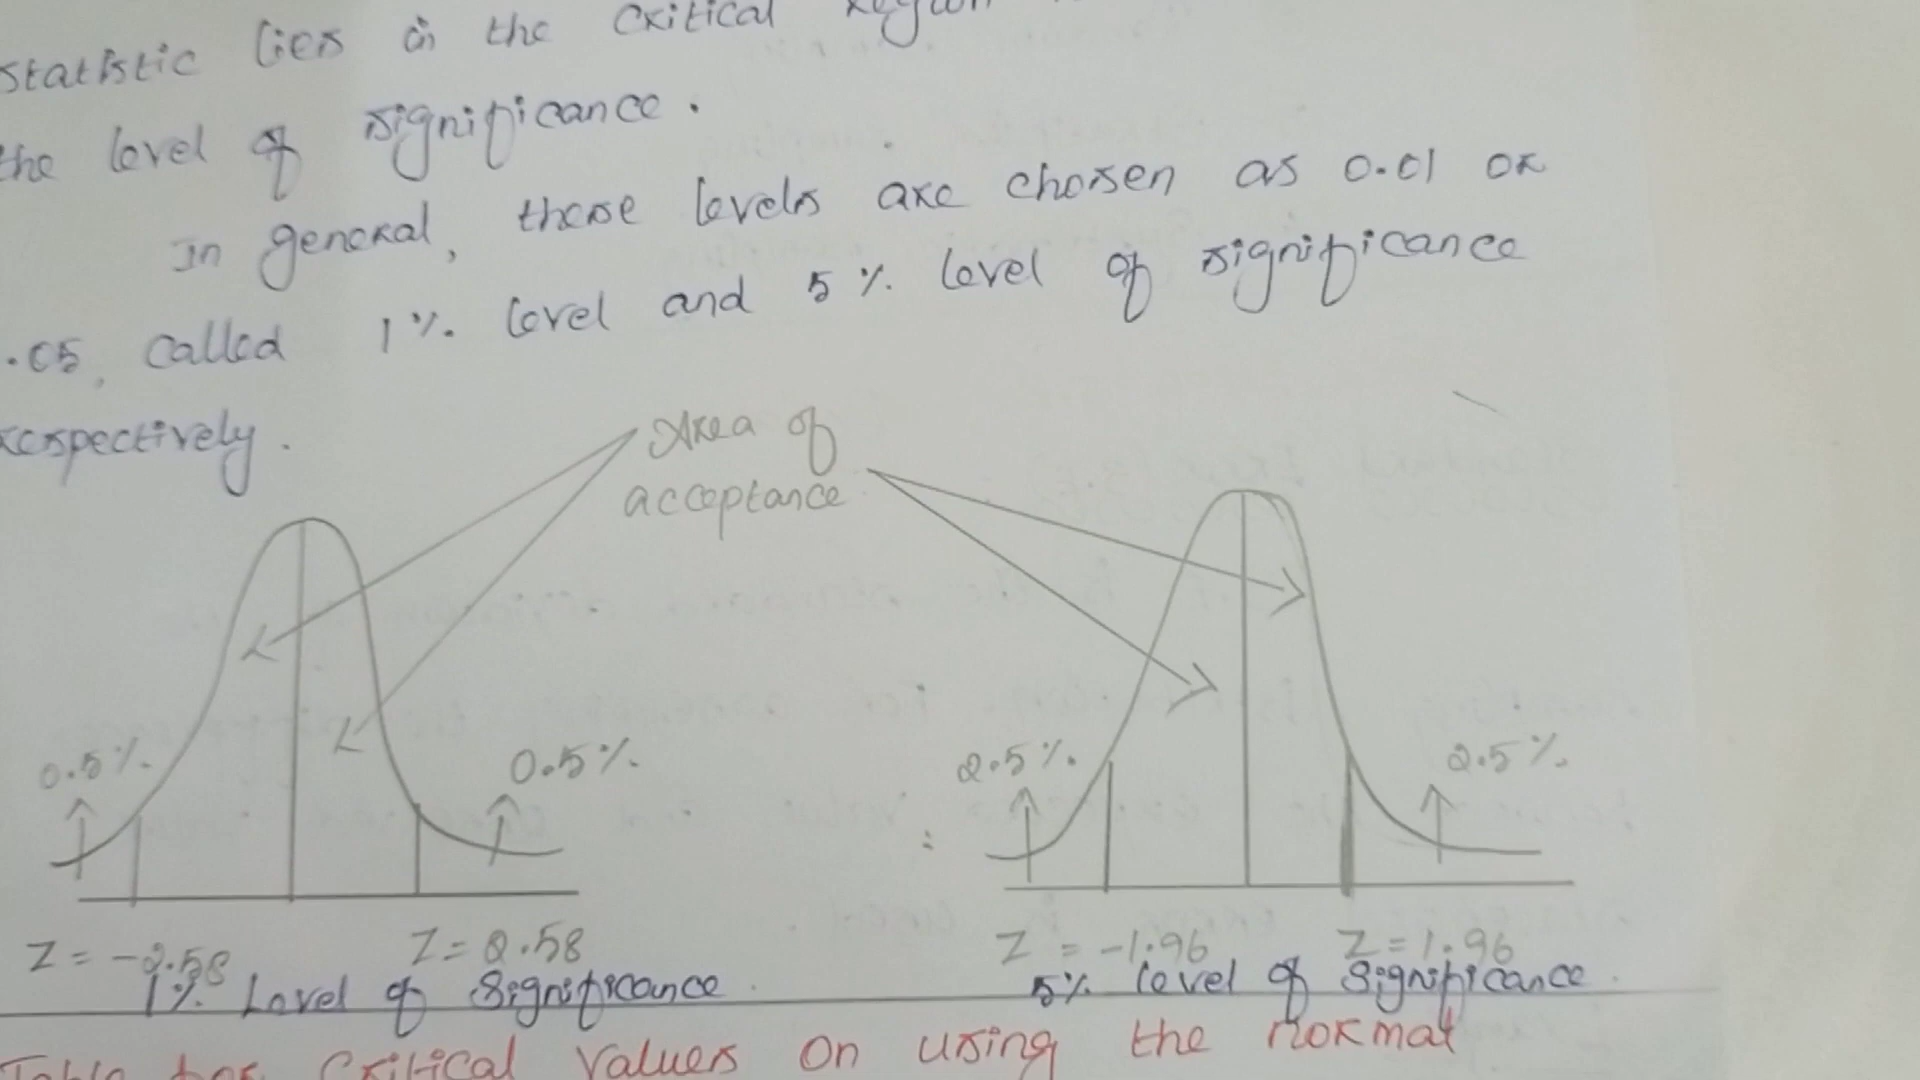 statistic lies in the critical region
the level of significance.
In general, these levels are chosen as 0.01 or
.05, called 1% level and 5% level of significance
respectively.
Area of
acceptance
0.5%.
0.5%.
2.5%.
2.5%.
Z = -2.58
Z = 2.58
Z = -1.96
Z = 1.96
1% Level of Significance.
5% level of Significance.
Table for Critical Values on using the normal